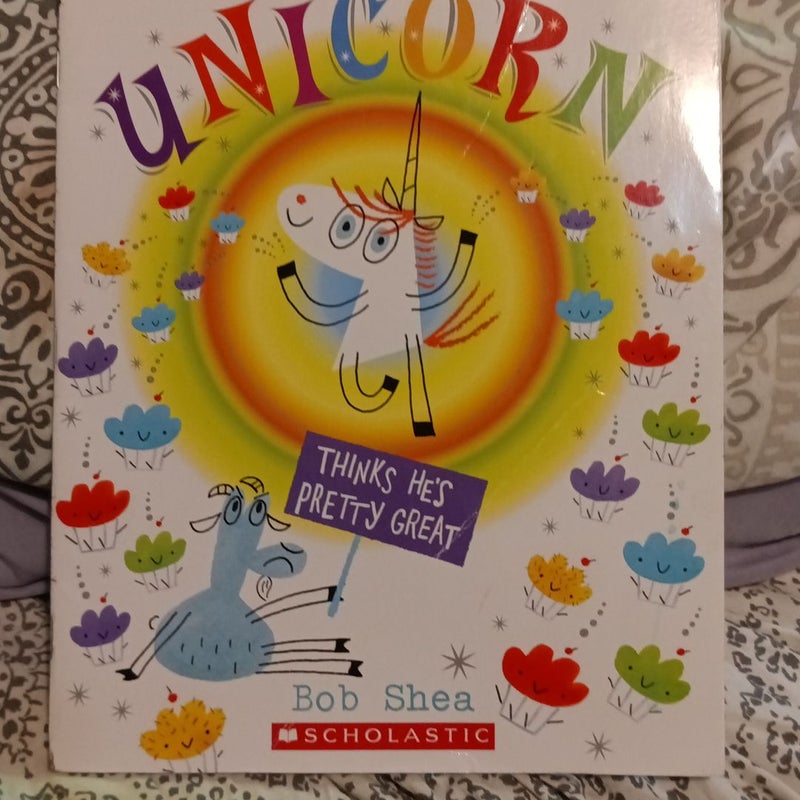 UNICORN
THINKS HE'S
PRETTY GREAT
Bob Shea
SCHOLASTIC